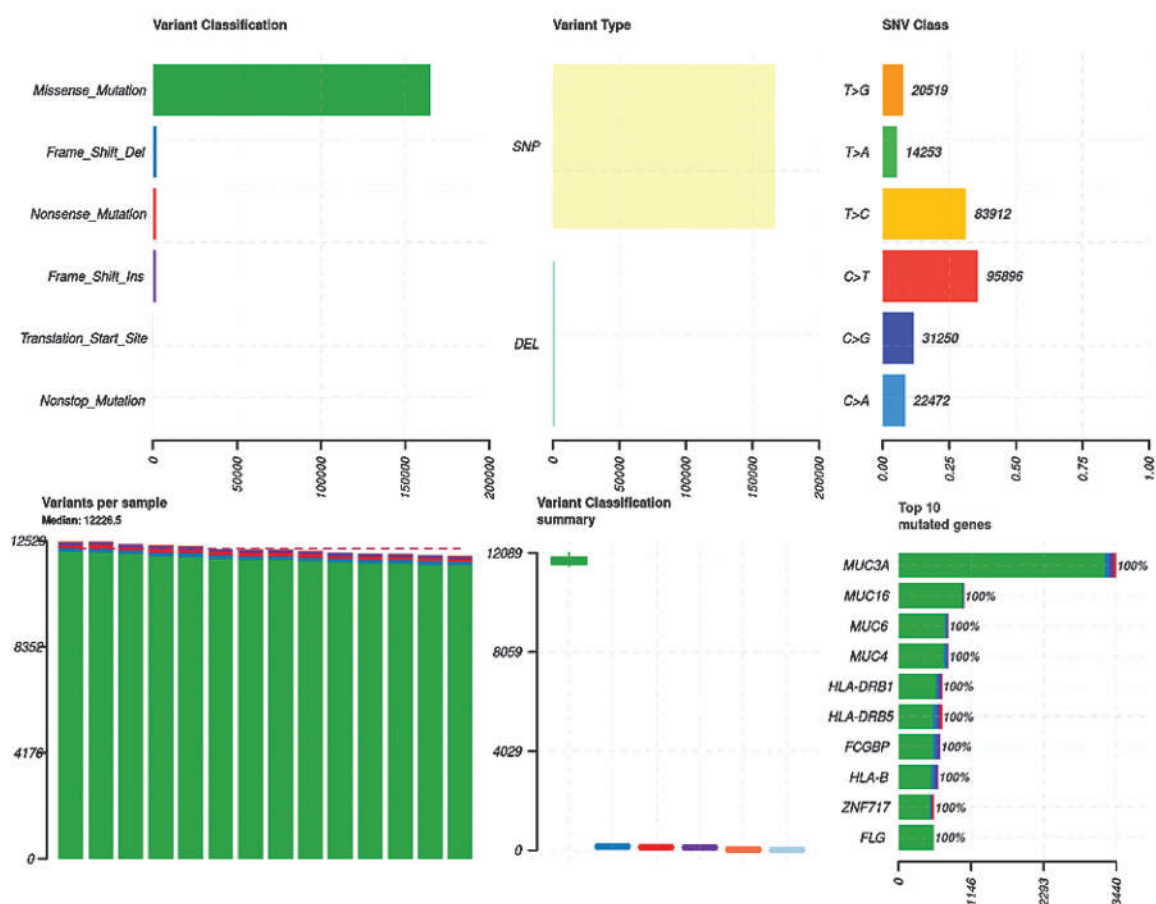 Variant Classification
Missense_Mutation
Frame_Shift_Del
Nonsense_Mutation
Frame_Shift_Ins
Translation_Start_Site
Nonstop_Mutation
0
50000
100000
150000
200000
Variant Type
SNP
DEL
0
50000
100000
150000
200000
SNV Class
T>G 20519
T>A 14253
T>C 83912
C>T 95896
C>G 31250
C>A 22472
0.00
0.25
0.50
0.75
1.00
Variants per sample
Median: 12226.5
12529
8352
4176
0
Variant Classification
summary
12089
8059
4029
0
Top 10
mutated genes
MUC3A 100%
MUC16 100%
MUC6 100%
MUC4 100%
HLA-DRB1 100%
HLA-DRB5 100%
FCGBP 100%
HLA-B 100%
ZNF717 100%
FLG 100%
0
1146
2293
3440